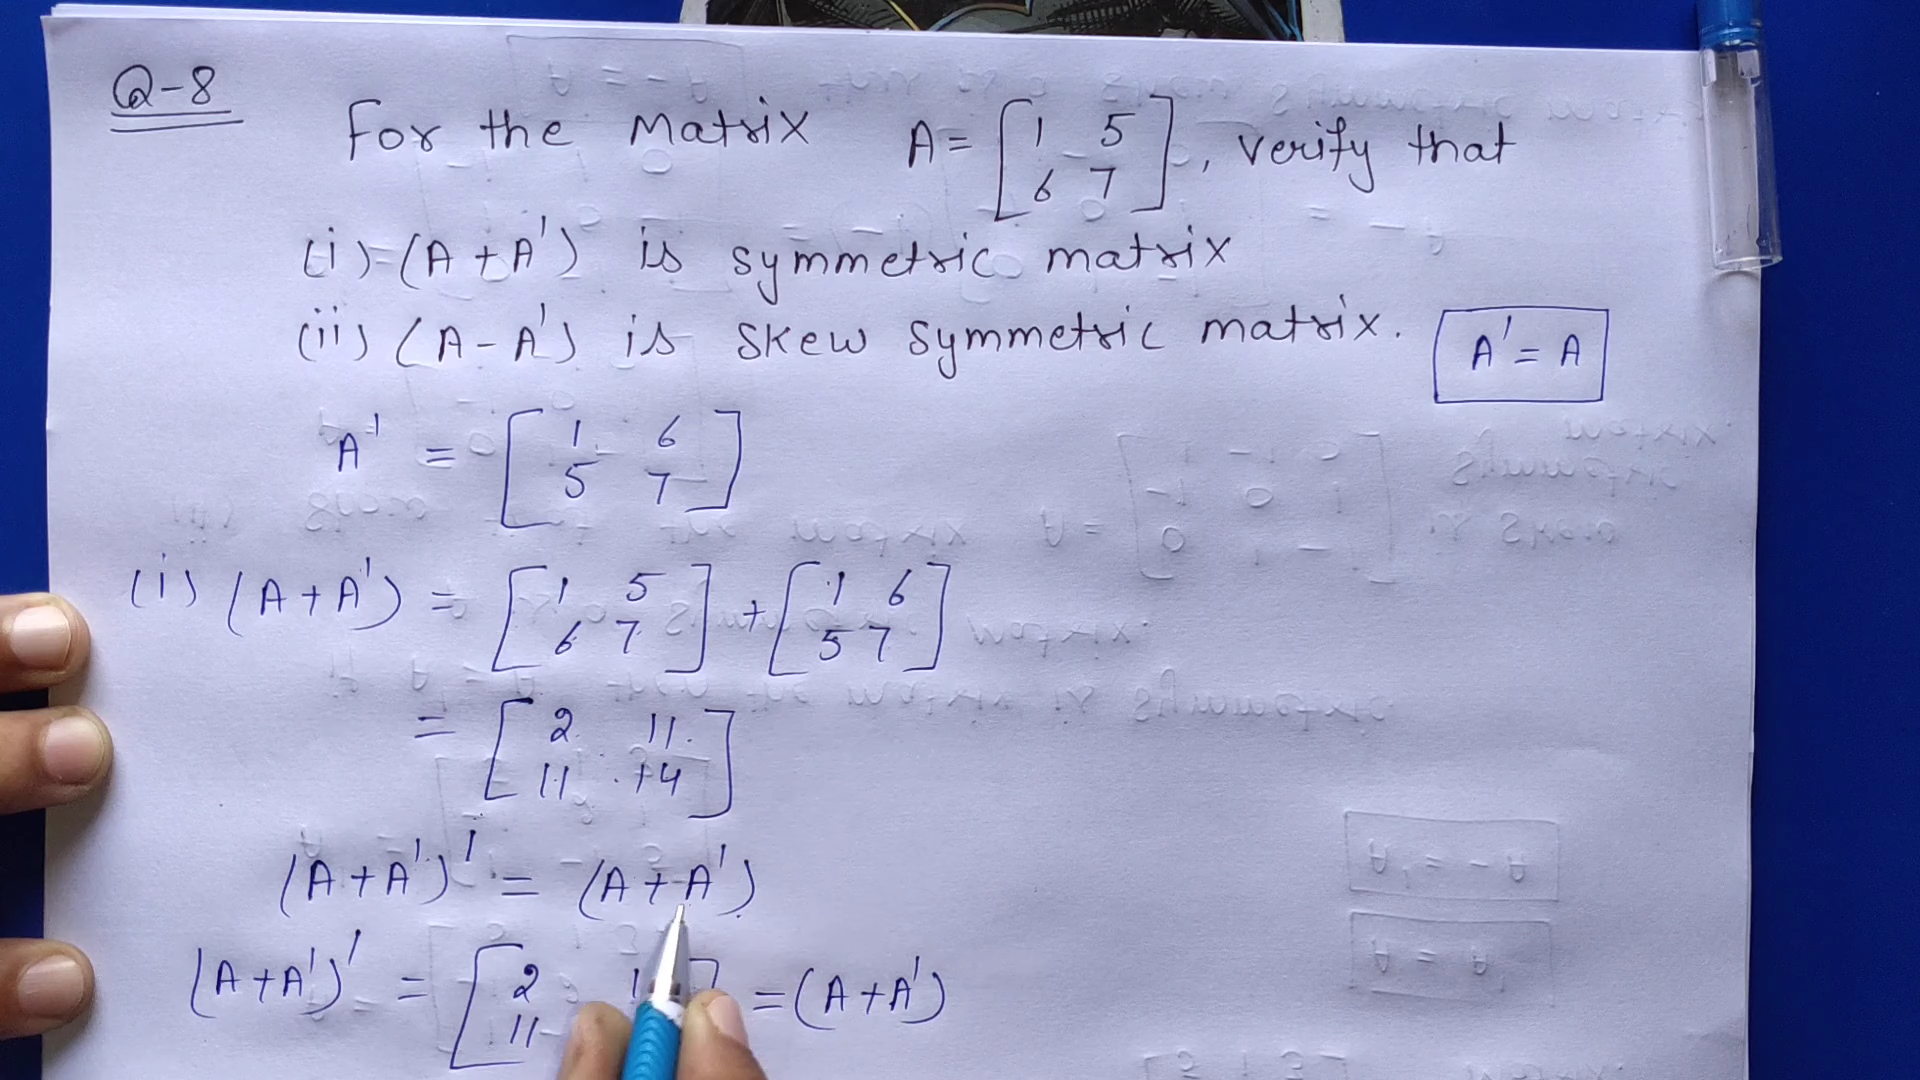 Q-8
For the Matrix A = [1 5], verify that
[6 7]
(i) (A+A') is symmetric matrix
(ii) (A-A') is skew symmetric matrix.
A' = A
A' = [1 6]
[5 7]
(i) (A+A') = [1 5] + [1 6]
[6 7] [5 7]
= [2 11]
[11 14]
(A+A')' = (A+A')
(A+A')' = [2 ] = (A+A')
[11